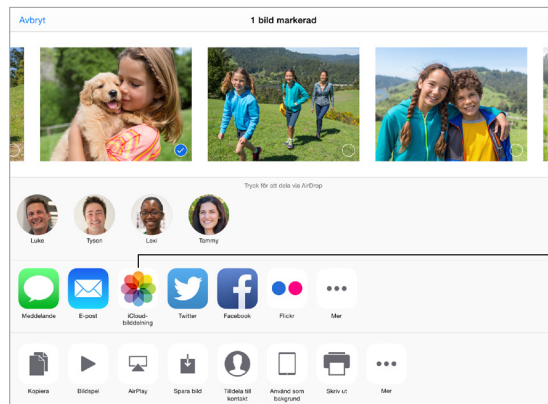 Avbryt
1 bild markerad
Tryck för att dela via AirDrop
Luke
Tyson
Lexi
Tammy
Meddelande
E-post
iCloud-
bilddelning
Twitter
Facebook
Flickr
Mer
Kopiera
Bildspel
AirPlay
Spara bild
Tilldela till
kontakt
Använd som
bakgrund
Skriv ut
Mer